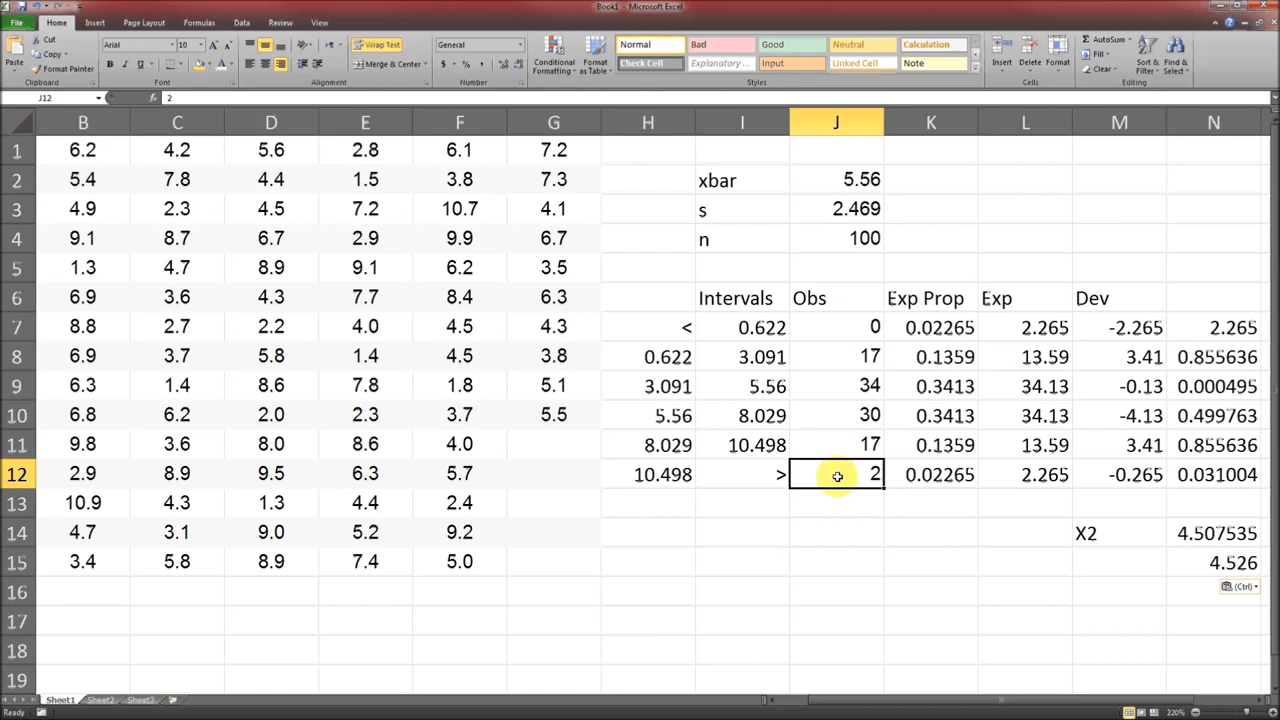 Book1 - Microsoft Excel
File Home Insert Page Layout Formulas Data Review View
Paste
Cut
Copy
Format Painter
Clipboard
Arial 10
Font
Wrap Text
Merge & Center
Alignment
General
$ % ,
Number
Conditional Formatting
Format as Table
Normal Bad Good Neutral Calculation
Check Cell Explanatory ... Input Linked Cell Note
Styles
Insert Delete Format
Cells
AutoSum
Fill
Clear
Sort & Filter
Find & Select
Editing
J12 fx 2
B C D E F G H I J K L M N
1 6.2 4.2 5.6 2.8 6.1 7.2
2 5.4 7.8 4.4 1.5 3.8 7.3 xbar 5.56
3 4.9 2.3 4.5 7.2 10.7 4.1 s 2.469
4 9.1 8.7 6.7 2.9 9.9 6.7 n 100
5 1.3 4.7 8.9 9.1 6.2 3.5
6 6.9 3.6 4.3 7.7 8.4 6.3 Intervals Obs Exp Prop Exp Dev
7 8.8 2.7 2.2 4.0 4.5 4.3 < 0.622 0 0.02265 2.265 -2.265 2.265
8 6.9 3.7 5.8 1.4 4.5 3.8 0.622 3.091 17 0.1359 13.59 3.41 0.855636
9 6.3 1.4 8.6 7.8 1.8 5.1 3.091 5.56 34 0.3413 34.13 -0.13 0.000495
10 6.8 6.2 2.0 2.3 3.7 5.5 5.56 8.029 30 0.3413 34.13 -4.13 0.499763
11 9.8 3.6 8.0 8.6 4.0 8.029 10.498 17 0.1359 13.59 3.41 0.855636
12 2.9 8.9 9.5 6.3 5.7 10.498 > 2 0.02265 2.265 -0.265 0.031004
13 10.9 4.3 1.3 4.4 2.4
14 4.7 3.1 9.0 5.2 9.2 X2 4.507535
15 3.4 5.8 8.9 7.4 5.0 4.526
16
(Ctrl)
17
18
19
Sheet1 Sheet2 Sheet3
Ready 220%